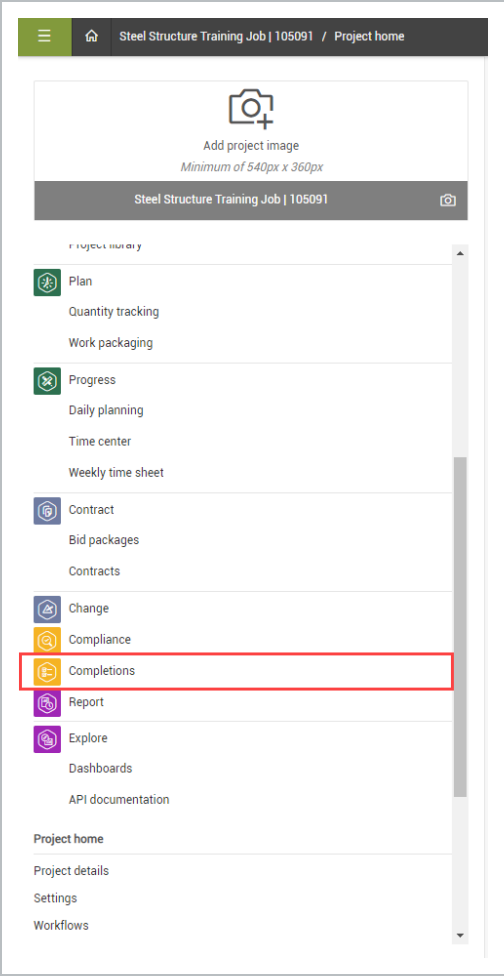 Steel Structure Training Job | 105091 / Project home
Add project image
Minimum of 540px x 360px
Steel Structure Training Job | 105091
Project library
Plan
Quantity tracking
Work packaging
Progress
Daily planning
Time center
Weekly time sheet
Contract
Bid packages
Contracts
Change
Compliance
Completions
Report
Explore
Dashboards
API documentation
Project home
Project details
Settings
Workflows